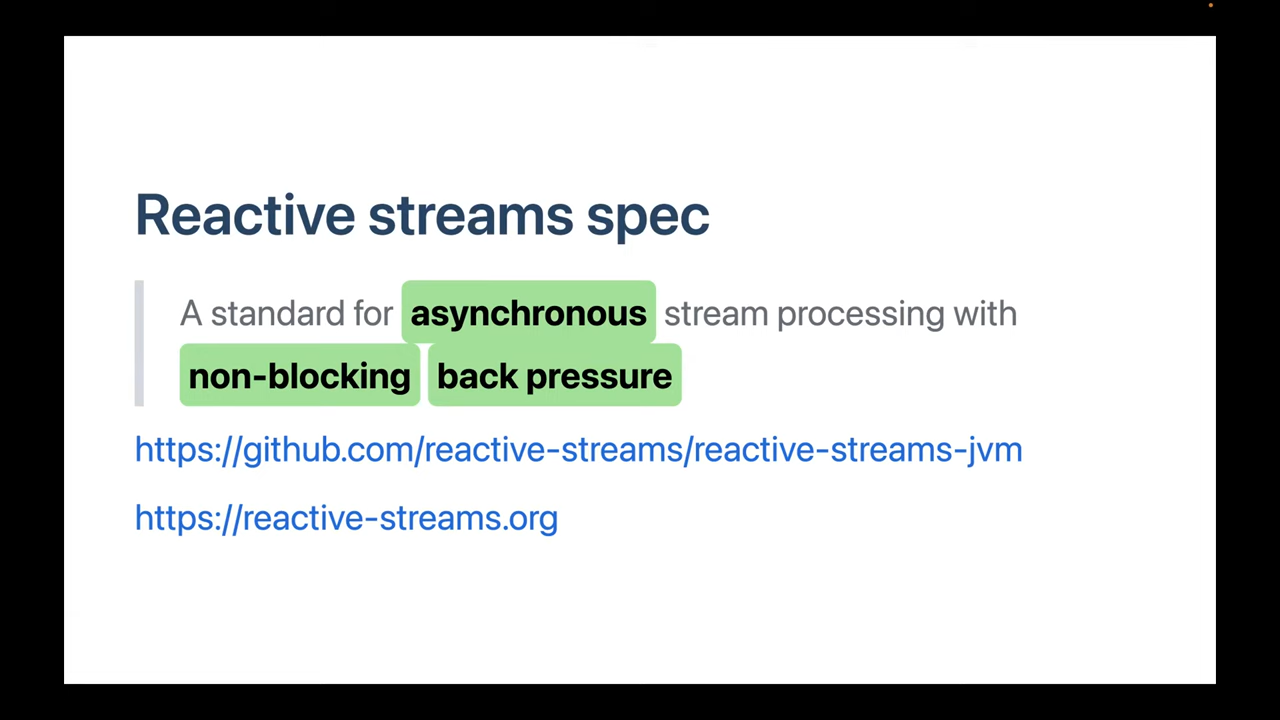 Reactive streams spec
A standard for asynchronous stream processing with
non-blocking back pressure
https://github.com/reactive-streams/reactive-streams-jvm
https://reactive-streams.org